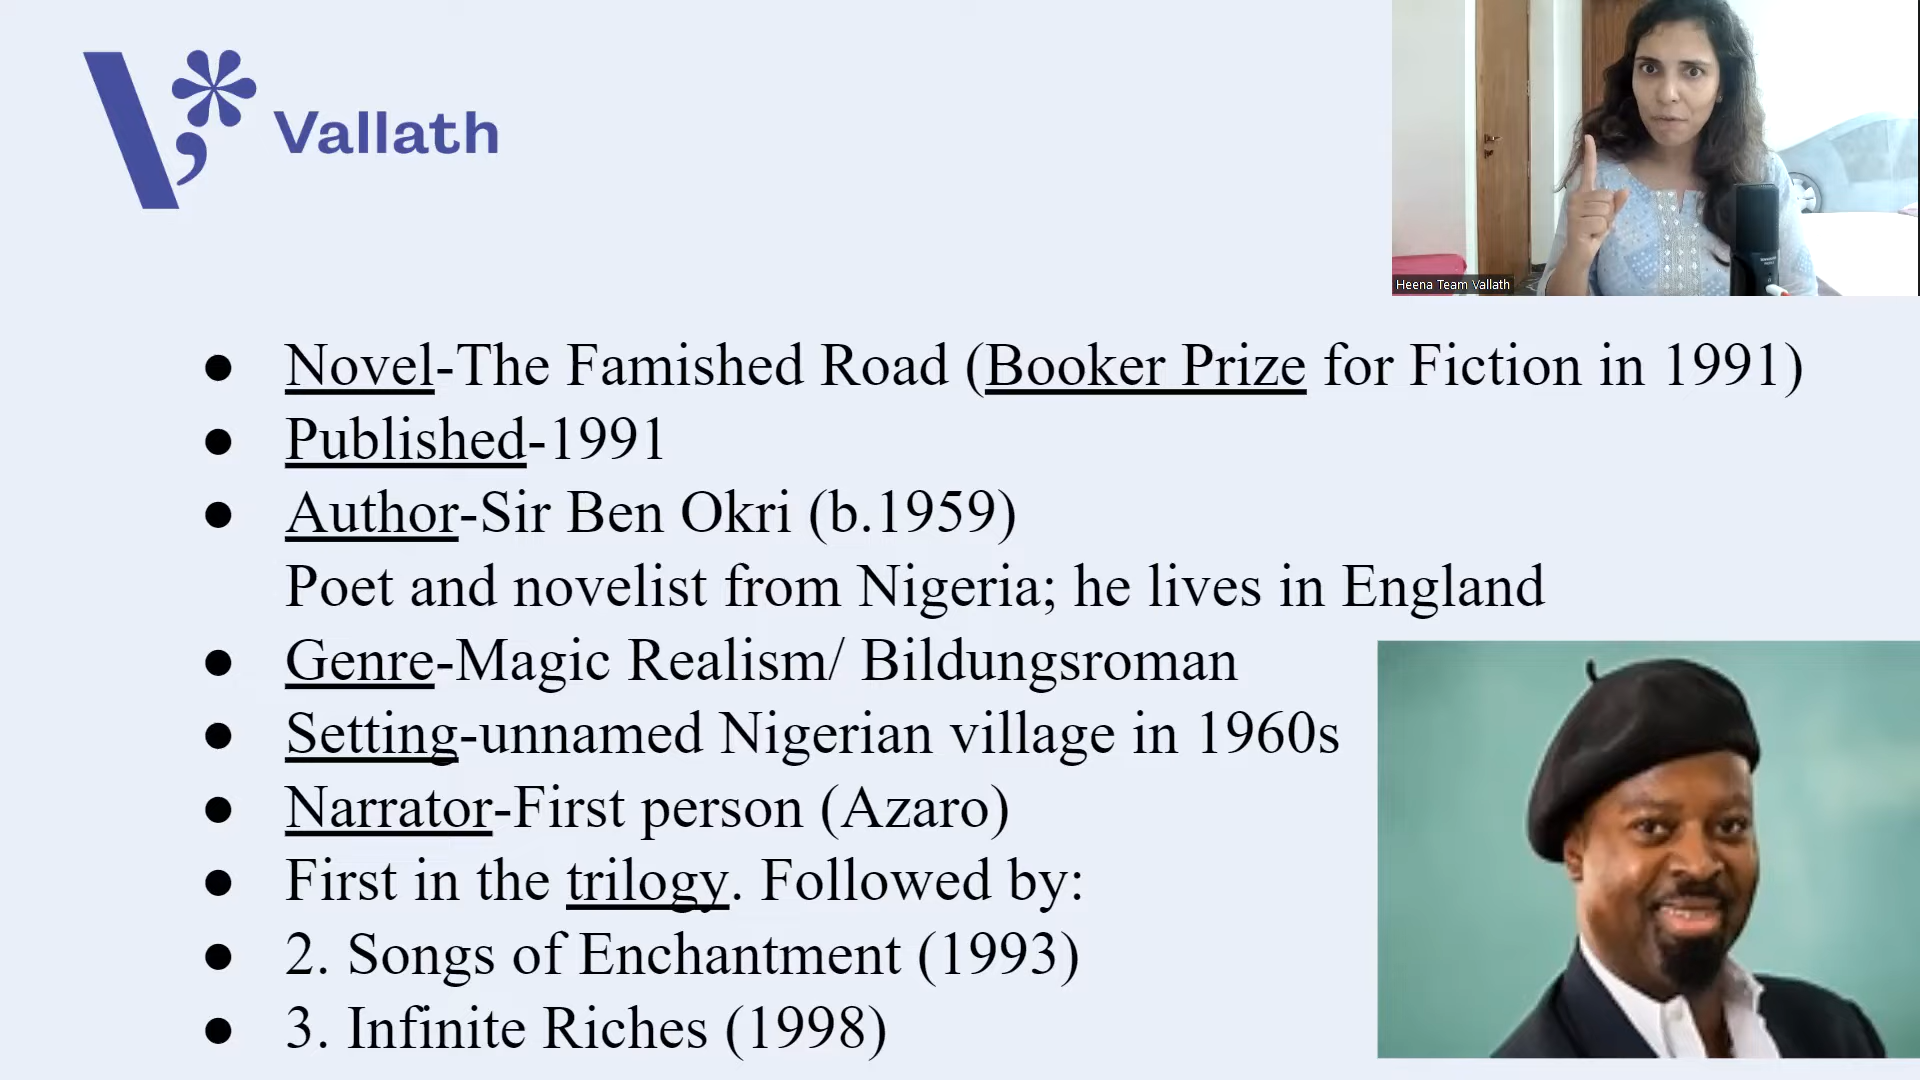 Vallath
Heena Team Vallath
● Novel-The Famished Road (Booker Prize for Fiction in 1991)
● Published-1991
● Author-Sir Ben Okri (b.1959)
Poet and novelist from Nigeria; he lives in England
● Genre-Magic Realism/ Bildungsroman
● Setting-unnamed Nigerian village in 1960s
● Narrator-First person (Azaro)
● First in the trilogy. Followed by:
● 2. Songs of Enchantment (1993)
● 3. Infinite Riches (1998)